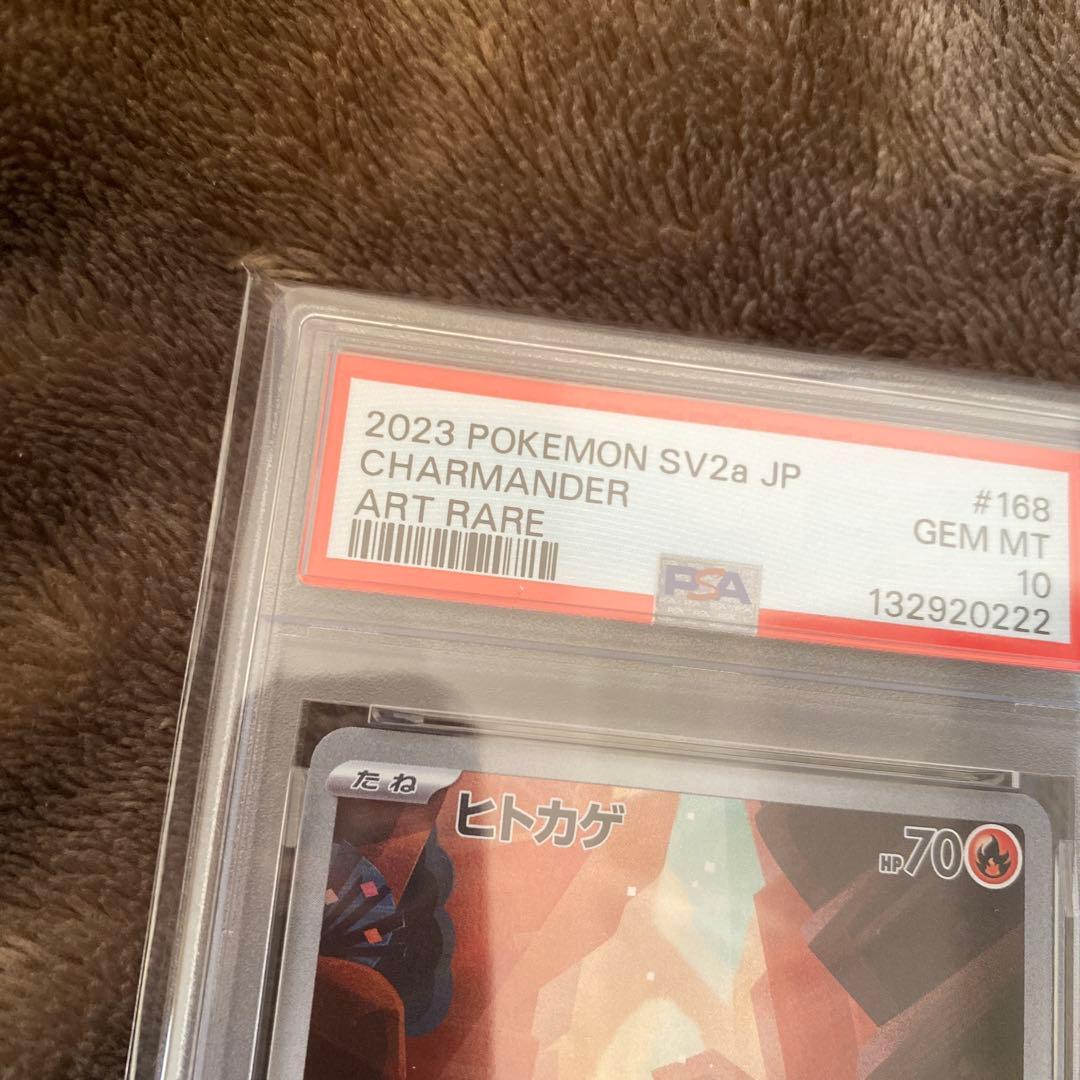 2023 POKEMON SV2a JP
CHARMANDER
ART RARE
#168
GEM MT
10
132920222
PSA
たね
ヒトカゲ
HP70